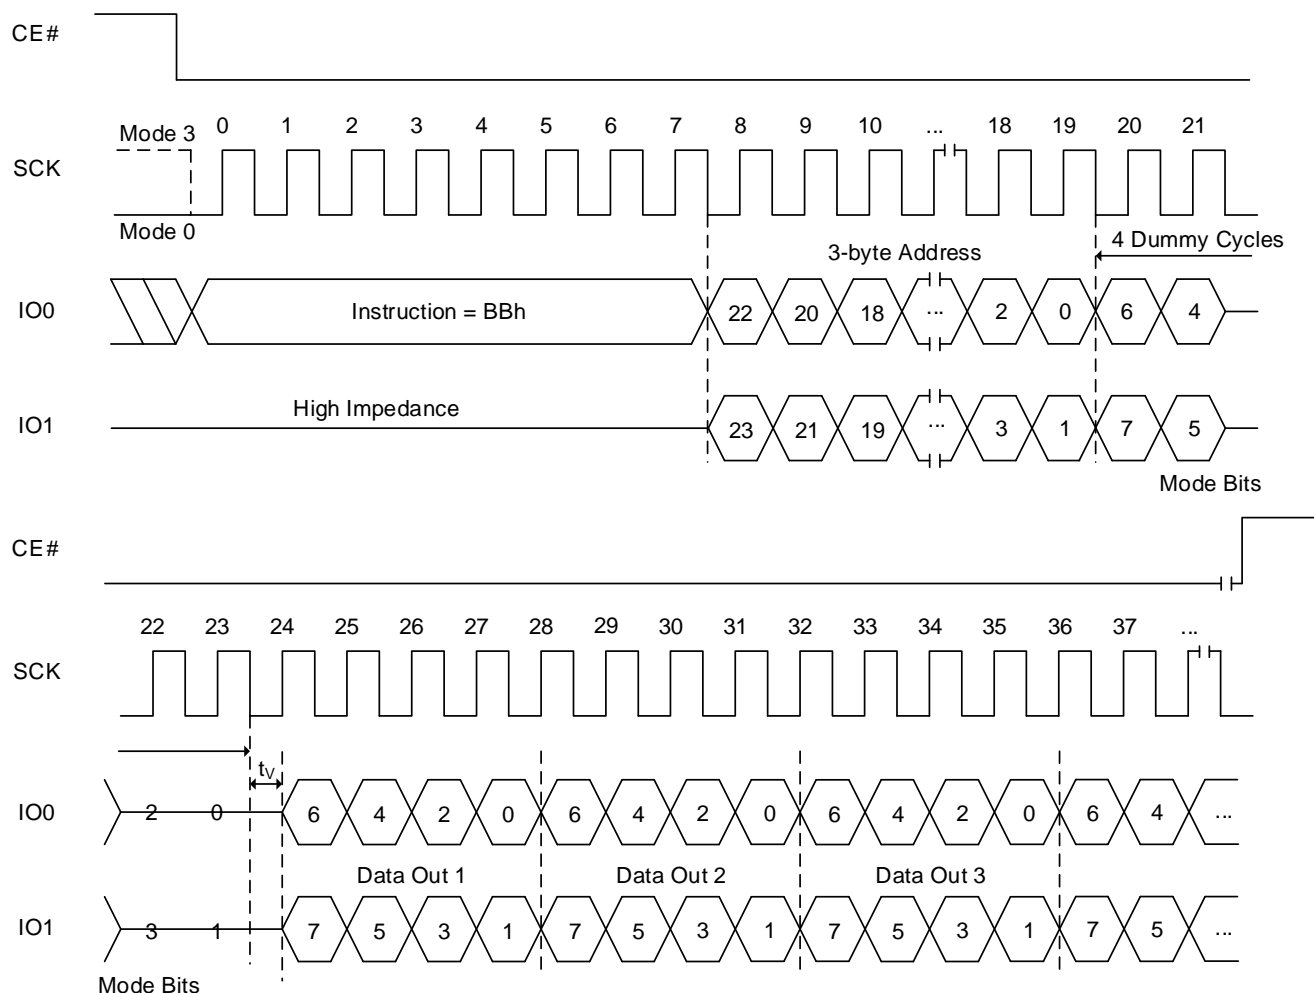 CE#
Mode 3 0 1 2 3 4 5 6 7 8 9 10 ... 18 19 20 21
SCK
Mode 0
3-byte Address 4 Dummy Cycles
IO0 Instruction = BBh 22 20 18 ... 2 0 6 4
High Impedance
IO1 23 21 19 ... 3 1 7 5
Mode Bits
CE#
22 23 24 25 26 27 28 29 30 31 32 33 34 35 36 37 ...
SCK
tV
IO0 2 0 6 4 2 0 6 4 2 0 6 4 2 0 6 4 ...
Data Out 1 Data Out 2 Data Out 3
IO1 3 1 7 5 3 1 7 5 3 1 7 5 3 1 7 5 ...
Mode Bits